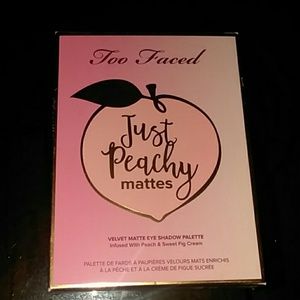 Too Faced
Just
Peachy
mattes
VELVET MATTE EYE SHADOW PALETTE
Infused With Peach & Sweet Fig Cream
PALETTE DE FARDS À PAUPIÈRES VELOURS MATS ENRICHIS
À LA PÊCHE ET À LA CRÈME DE FIGUE SUCRÉE